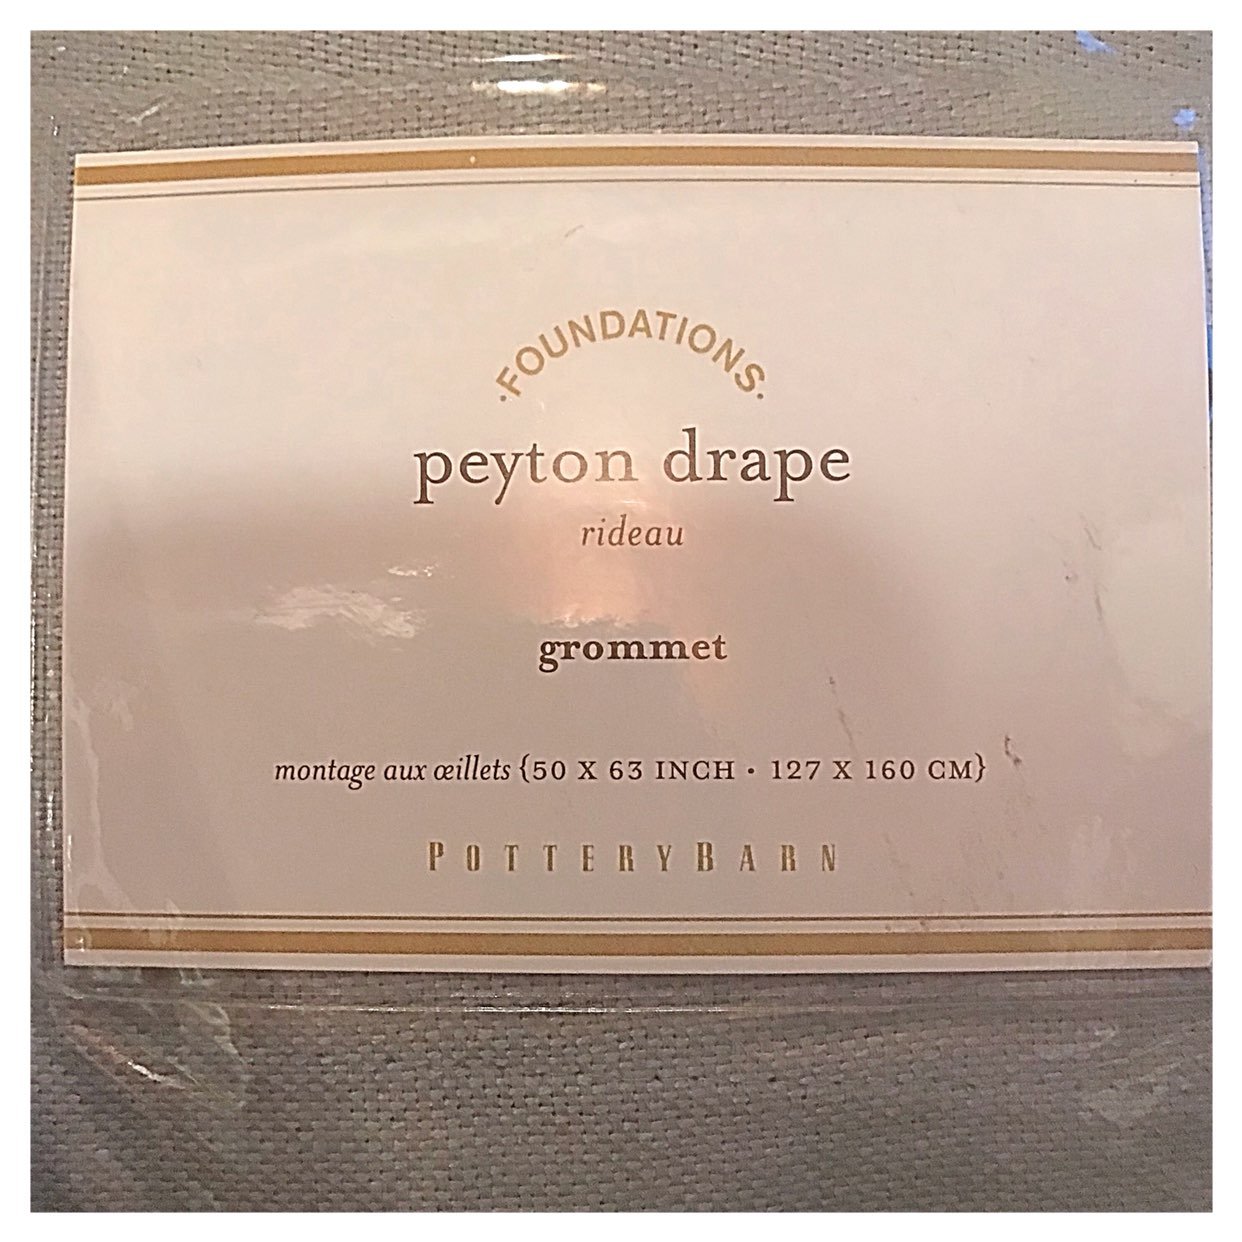 ·FOUNDATIONS·
peyton drape
rideau
grommet
montage aux œillets {50 X 63 INCH • 127 X 160 CM}
POTTERYBARN